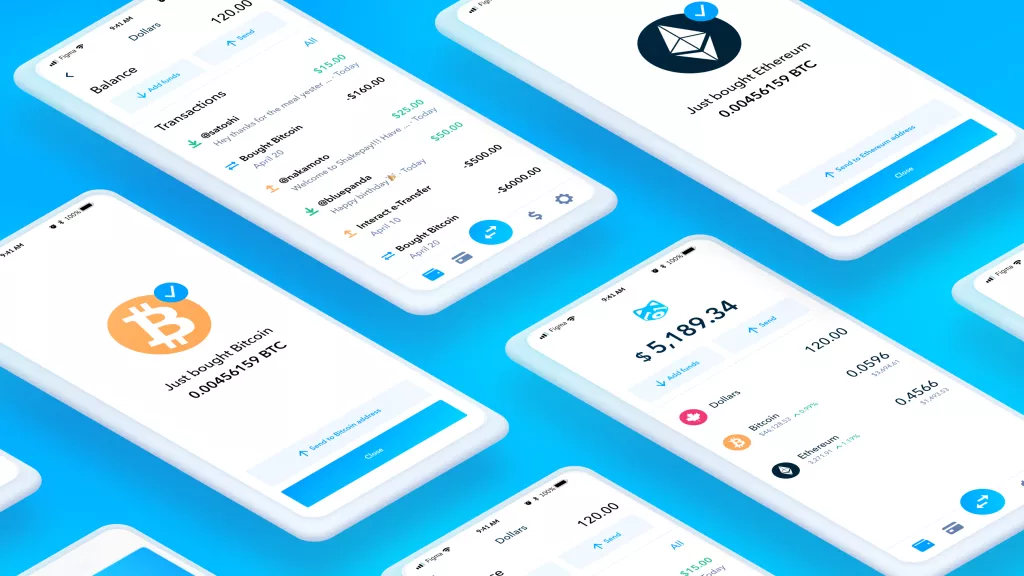 Figma
9:41 AM
Dollars
120.00
Balance
Add funds
Send
Transactions
All
@satoshi
$15.00
Hey thanks for the meal yester ... · Today
Bought Bitcoin
-$160.00
April 20
@nakamoto
$25.00
Welcome to Shakepay!!! Have ... · Today
@bluepanda
$50.00
Happy birthday 🎉 · Today
Interact e-Transfer
-$500.00
April 10
Bought Bitcoin
-$6000.00
April 20
Just bought Ethereum
0.00456159 BTC
Send to Ethereum address
Close
9:41 AM
100%
Just bought Bitcoin
0.00456159 BTC
Send to Bitcoin address
Close
Figma
9:41 AM
100%
$5,189.34
Add funds
Send
Dollars
120.00
Bitcoin
0.0596
$46,128.53
0.99%
$3,694.61
Ethereum
0.4566
3,271.91
1.19%
$1,493.53
Figma
9:41 AM
100%
Dollars
120.00
Send
All
$15.00
Today
Figma
9:41 AM